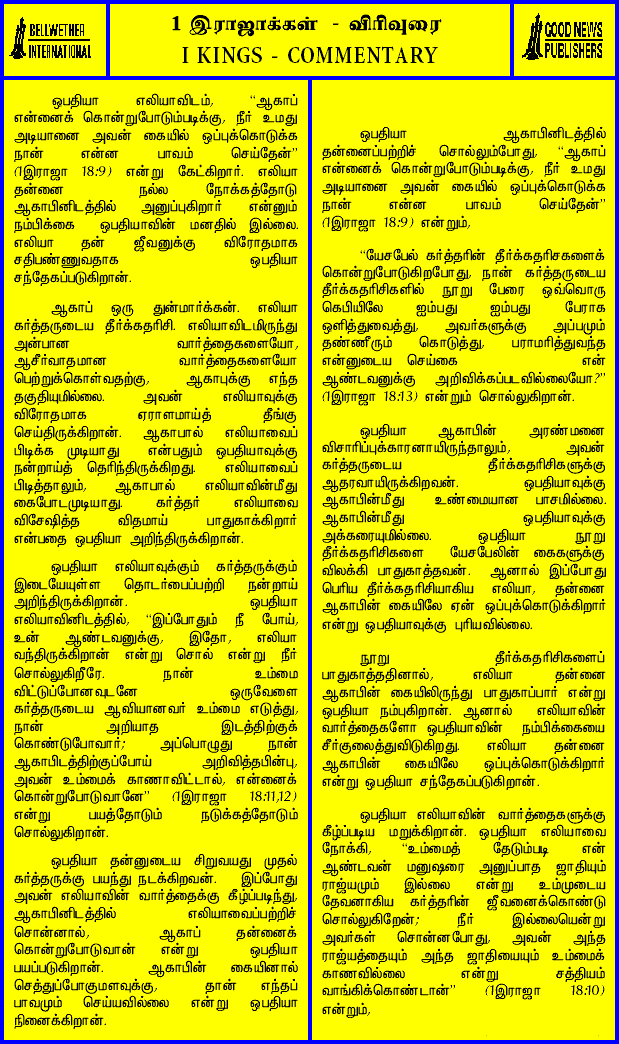 BELLWETHER
INTERNATIONAL
1 இராஜாக்கள் - விரிவுரை
I KINGS - COMMENTARY
GOOD NEWS
PUBLISHERS
ஒபதியா எலியாவிடம், “ஆகாப்
என்னைக் கொன்றுபோடும்படிக்கு, நீர் உமது
அடியானை அவன் கையில் ஒப்புக்கொடுக்க
நான் என்ன பாவம் செய்தேன்”
(1இராஜா 18:9) என்று கேட்கிறார். எலியா
தன்னை நல்ல நோக்கத்தோடு
ஆகாபினிடத்தில் அனுப்புகிறார் என்னும்
நம்பிக்கை ஒபதியாவின் மனதில் இல்லை.
எலியா தன் ஜீவனுக்கு விரோதமாக
சதிபண்ணுவதாக ஒபதியா
சந்தேகப்படுகிறான்.
ஆகாப் ஒரு துன்மார்க்கன். எலியா
கர்த்தருடைய தீர்க்கதரிசி. எலியாவிடமிருந்து
அன்பான வார்த்தைகளையோ,
ஆசீர்வாதமான வார்த்தைகளையோ
பெற்றுக்கொள்வதற்கு, ஆகாபுக்கு எந்த
தகுதியுமில்லை. அவன் எலியாவுக்கு
விரோதமாக ஏராளமாய்த் தீங்கு
செய்திருக்கிறான். ஆகாபால் எலியாவைப்
பிடிக்க முடியாது என்பதும் ஒபதியாவுக்கு
நன்றாய்த் தெரிந்திருக்கிறது. எலியாவைப்
பிடித்தாலும், ஆகாபால் எலியாவின்மீது
கைபோடமுடியாது. கர்த்தர் எலியாவை
விசேஷித்த விதமாய் பாதுகாக்கிறார்
என்பதை ஒபதியா அறிந்திருக்கிறான்.
ஒபதியா எலியாவுக்கும் கர்த்தருக்கும்
இடையேயுள்ள தொடர்பைப்பற்றி நன்றாய்
அறிந்திருக்கிறான். ஒபதியா
எலியாவினிடத்தில், “இப்போதும் நீ போய்,
உன் ஆண்டவனுக்கு, இதோ, எலியா
வந்திருக்கிறான் என்று சொல் என்று நீர்
சொல்லுகிறீரே. நான் உம்மை
விட்டுப்போனவுடனே ஒருவேளை
கர்த்தருடைய ஆவியானவர் உம்மை எடுத்து,
நான் அறியாத இடத்திற்குக்
கொண்டுபோவார்; அப்பொழுது நான்
ஆகாபிடத்திற்குப்போய் அறிவித்தபின்பு,
அவன் உம்மைக் காணாவிட்டால், என்னைக்
கொன்றுபோடுவானே” (1இராஜா 18:11,12)
என்று பயத்தோடும் நடுக்கத்தோடும்
சொல்லுகிறான்.
ஒபதியா தன்னுடைய சிறுவயது முதல்
கர்த்தருக்கு பயந்து நடக்கிறவன். இப்போது
அவன் எலியாவின் வார்த்தைக்கு கீழ்ப்படிந்து,
ஆகாபினிடத்தில் எலியாவைப்பற்றிச்
சொன்னால், ஆகாப் தன்னைக்
கொன்றுபோடுவான் என்று ஒபதியா
பயப்படுகிறான். ஆகாபின் கையினால்
செத்துப்போகுமளவுக்கு, தான் எந்தப்
பாவமும் செய்யவில்லை என்று ஒபதியா
நினைக்கிறான்.
ஒபதியா ஆகாபினிடத்தில்
தன்னைப்பற்றிச் சொல்லும்போது, “ஆகாப்
என்னைக் கொன்றுபோடும்படிக்கு, நீர் உமது
அடியானை அவன் கையில் ஒப்புக்கொடுக்க
நான் என்ன பாவம் செய்தேன்”
(1இராஜா 18:9) என்றும்,
“யேசபேல் கர்த்தரின் தீர்க்கதரிசகளைக்
கொன்றுபோடுகிறபோது, நான் கர்த்தருடைய
தீர்க்கதரிசிகளில் நூறு பேரை ஒவ்வொரு
கெபியிலே ஐம்பது ஐம்பது பேராக
ஒளித்துவைத்து, அவர்களுக்கு அப்பமும்
தண்ணீரும் கொடுத்து, பராமரித்துவந்த
என்னுடைய செய்கை என்
ஆண்டவனுக்கு அறிவிக்கப்படவில்லையோ?”
(1இராஜா 18:13) என்றும் சொல்லுகிறான்.
ஒபதியா ஆகாபின் அரண்மனை
விசாரிப்புக்காரனாயிருந்தாலும், அவன்
கர்த்தருடைய தீர்க்கதரிசிகளுக்கு
ஆதரவாயிருக்கிறவன். ஒபதியாவுக்கு
ஆகாபின்மீது உண்மையான பாசமில்லை.
ஆகாபின்மீது ஒபதியாவுக்கு
அக்கரையுமில்லை. ஒபதியா நூறு
தீர்க்கதரிசிகளை யேசபேலின் கைகளுக்கு
விலக்கி பாதுகாத்தவன். ஆனால் இப்போது
பெரிய தீர்க்கதரிசியாகிய எலியா, தன்னை
ஆகாபின் கையிலே ஏன் ஒப்புக்கொடுக்கிறார்
என்று ஒபதியாவுக்கு புரியவில்லை.
நூறு தீர்க்கதரிசிகளைப்
பாதுகாத்ததினால், எலியா தன்னை
ஆகாபின் கையிலிருந்து பாதுகாப்பார் என்று
ஒபதியா நம்புகிறான். ஆனால் எலியாவின்
வார்த்தைகளோ ஒபதியாவின் நம்பிக்கையை
சீர்குலைத்துவிடுகிறது. எலியா தன்னை
ஆகாபின் கையிலே ஒப்புக்கொடுக்கிறார்
என்று ஒபதியா சந்தேகப்படுகிறான்.
ஒபதியா எலியாவின் வார்த்தைகளுக்கு
கீழ்ப்படிய மறுக்கிறான். ஒபதியா எலியாவை
நோக்கி, “உம்மைத் தேடும்படி என்
ஆண்டவன் மனுஷரை அனுப்பாத ஜாதியும்
ராஜ்யமும் இல்லை என்று உம்முடைய
தேவனாகிய கர்த்தரின் ஜீவனைக்கொண்டு
சொல்லுகிறேன்; நீர் இல்லையென்று
அவர்கள் சொன்னபோது, அவன் அந்த
ராஜ்யத்தையும் அந்த ஜாதியையும் உம்மைக்
காணவில்லை என்று சத்தியம்
வாங்கிக்கொண்டான்” (1இராஜா 18:10)
என்றும்,